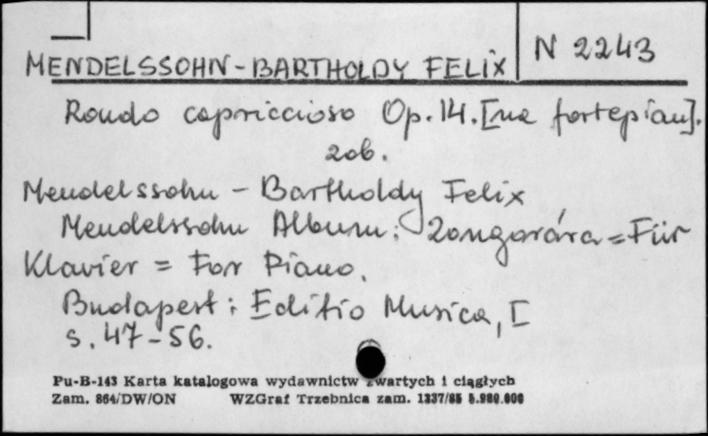 MENDELSSOHN-BARTHOLDY FELIX
N 2243
Rondo capriccioso Op. 14. [na fortepian].
zob.
Mendelssohn - Bartholdy Felix
Mendelssohn Album: Zongorára = Für
Klavier = For Piano.
Budapest: Editio Musica, I
s. 47-56.
Pu-B-143 Karta katalogowa wydawnictw zwartych i ciągłych
Zam. 864/DW/ON WZGraf Trzebnica zam. 1337/85 5.980.000